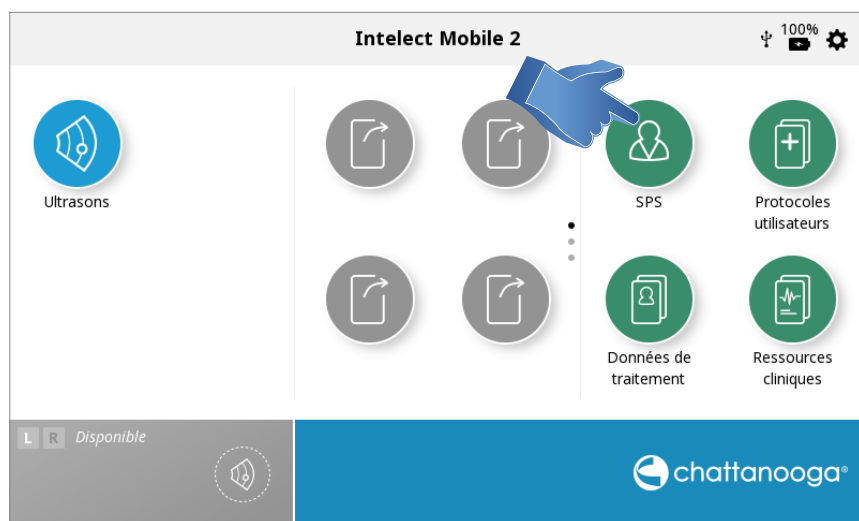 Intelect Mobile 2
100%
Ultrasons
SPS
Protocoles
utilisateurs
Données de
traitement
Ressources
cliniques
L R Disponible
chattanooga®